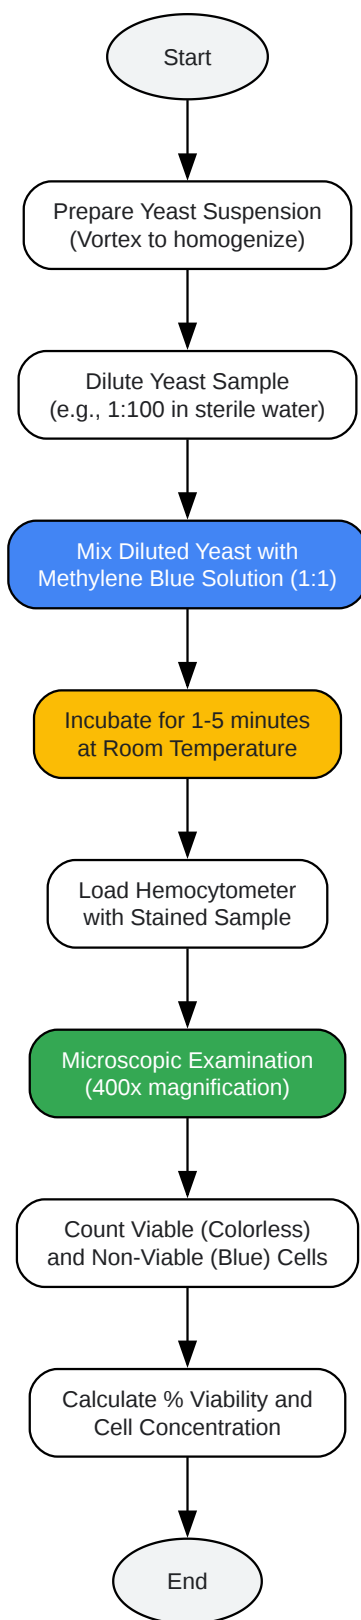 Start
Prepare Yeast Suspension
(Vortex to homogenize)
Dilute Yeast Sample
(e.g., 1:100 in sterile water)
Mix Diluted Yeast with
Methylene Blue Solution (1:1)
Incubate for 1-5 minutes
at Room Temperature
Load Hemocytometer
with Stained Sample
Microscopic Examination
(400x magnification)
Count Viable (Colorless)
and Non-Viable (Blue) Cells
Calculate % Viability and
Cell Concentration
End